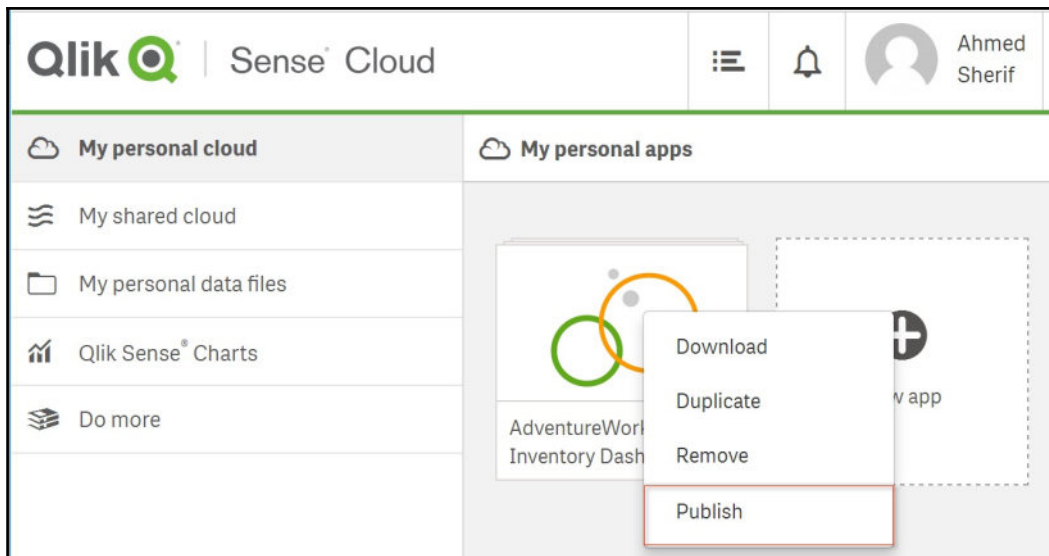 Qlik Sense® Cloud
Ahmed
Sherif
My personal cloud
My personal apps
My shared cloud
My personal data files
Qlik Sense® Charts
Do more
AdventureWor
Inventory Dash
Download
Duplicate
Remove
Publish
w app